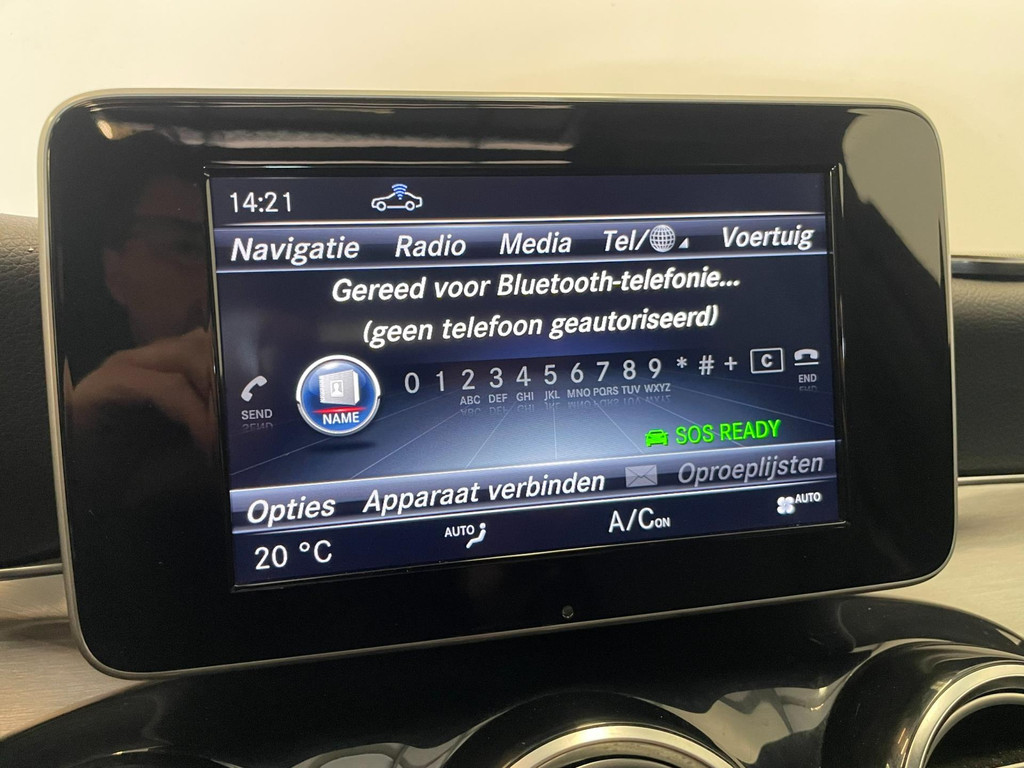 14:21
Navigatie Radio Media Tel/ Voertuig
Gereed voor Bluetooth-telefonie...
(geen telefoon geautoriseerd)
SEND NAME 0 1 2 3 4 5 6 7 8 9 * # + C END
ABC DEF GHI JKL MNO PQRS TUV WXYZ
SOS READY
Opties Apparaat verbinden Oproeplijsten
20 °C AUTO A/C ON AUTO